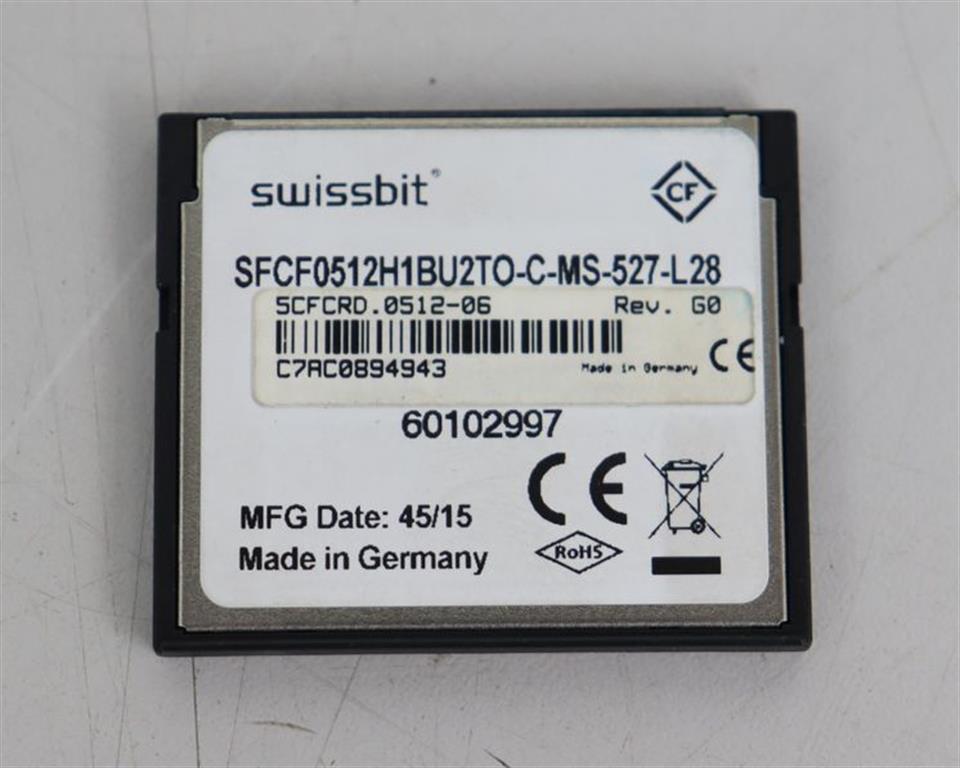 swissbit®
CF
SFCF0512H1BU2TO-C-MS-527-L28
5CFCRD.0512-06 Rev. G0
C7AC0894943 Made in Germany CE
60102997
CE
MFG Date: 45/15
RoHS
Made in Germany